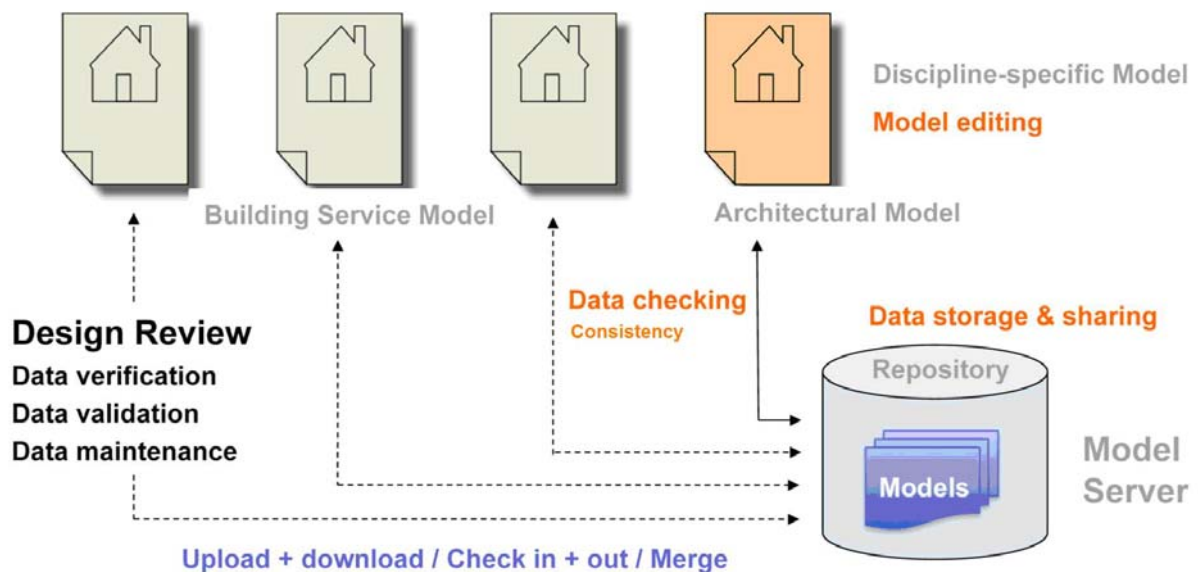 Discipline-specific Model
Model editing
Building Service Model
Architectural Model
Data checking
Consistency
Data storage & sharing
Design Review
Data verification
Data validation
Data maintenance
Repository
Models
Model
Server
Upload + download / Check in + out / Merge